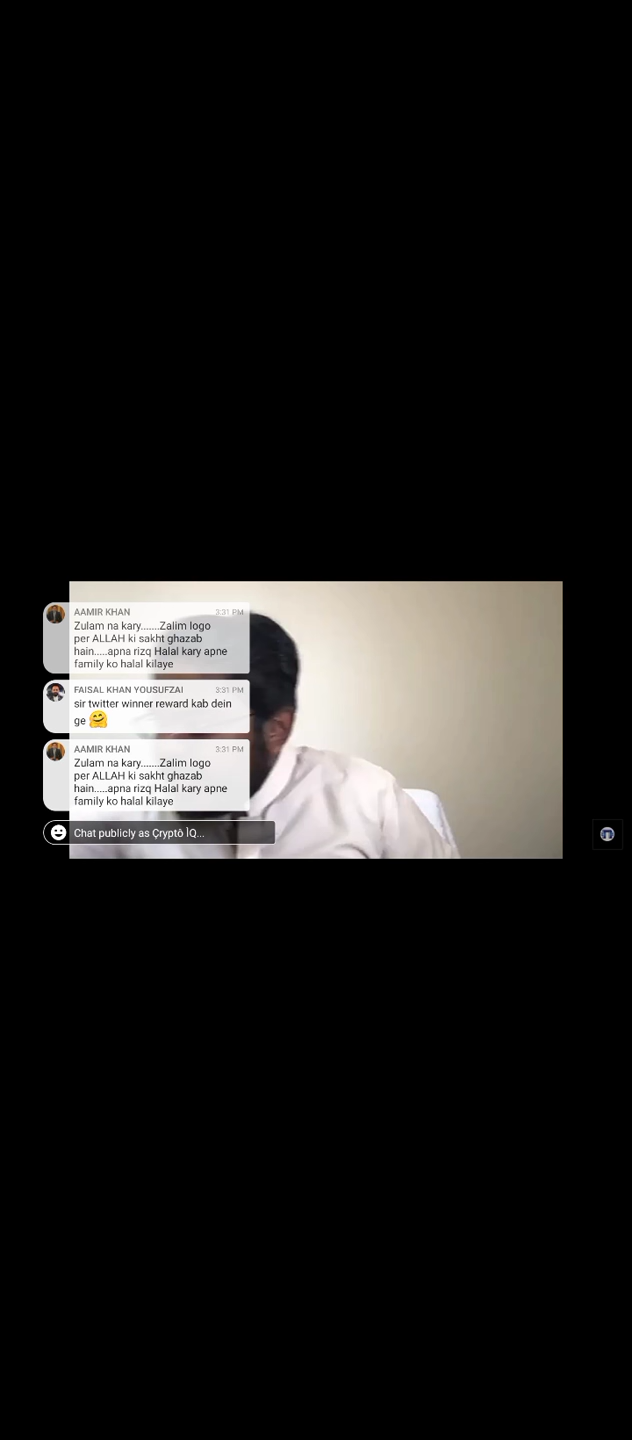 AAMIR KHAN 3:31 PM
Zulam na kary.......Zalim logo
per ALLAH ki sakht ghazab
hain.....apna rizq Halal kary apne
family ko halal kilaye
FAISAL KHAN YOUSUFZAI 3:31 PM
sir twitter winner reward kab dein
ge 🤗
AAMIR KHAN 3:31 PM
Zulam na kary.......Zalim logo
per ALLAH ki sakht ghazab
hain.....apna rizq Halal kary apne
family ko halal kilaye
Chat publicly as Çryptò ÌQ...